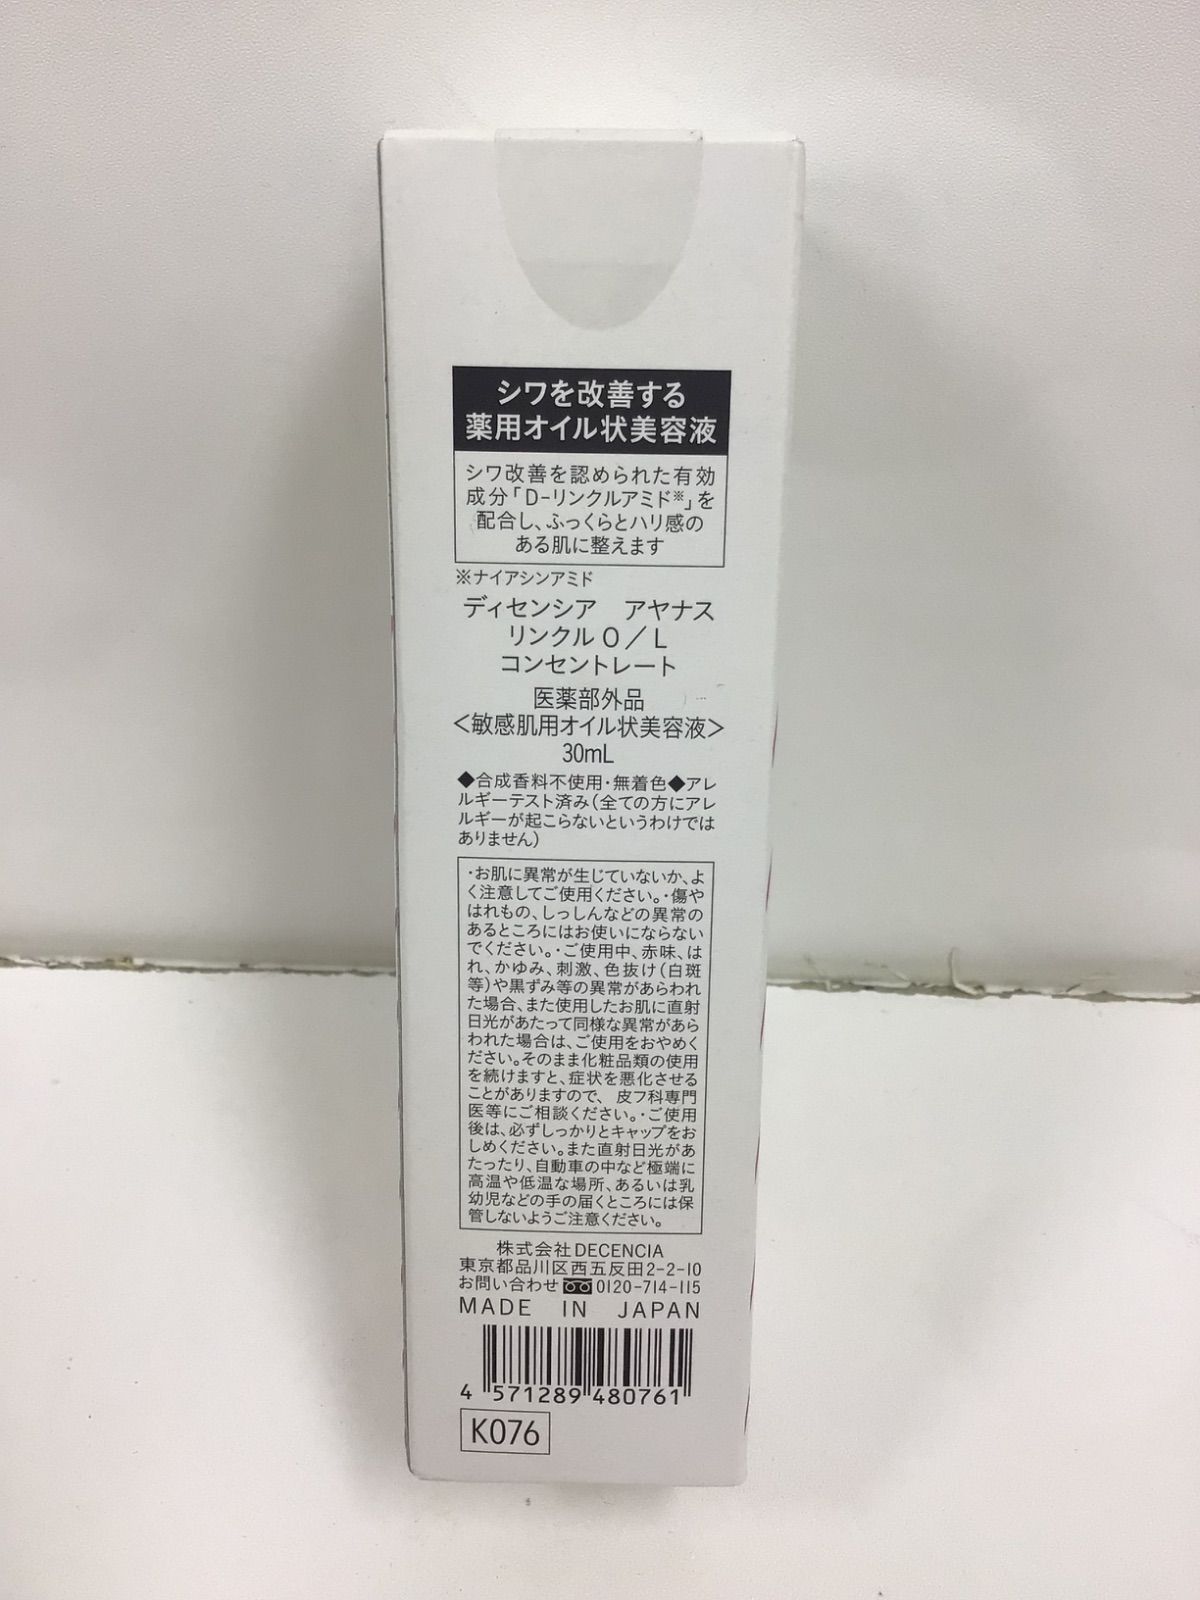 シワを改善する
薬用オイル状美容液
シワ改善を認められた有効
成分「D-リンクルアミド※」を
配合し、ふっくらとハリ感の
ある肌に整えます
※ナイアシンアミド
ディセンシア　アヤナス
リンクル O／L
コンセントレート
医薬部外品
＜敏感肌用オイル状美容液＞
30mL
◆合成香料不使用・無着色◆アレ
ルギーテスト済み（全ての方にアレ
ルギーが起こらないというわけでは
ありません）
・お肌に異常が生じていないか、よ
く注意してご使用ください。・傷や
はれもの、しっしんなどの異常の
あるところにはお使いにならない
でください。・ご使用中、赤味、は
れ、かゆみ、刺激、色抜け（白斑
等）や黒ずみ等の異常があらわれ
た場合、また使用したお肌に直射
日光があたって同様な異常があら
われた場合は、ご使用をおやめく
ださい。そのまま化粧品類の使用
を続けますと、症状を悪化させる
ことがありますので、皮フ科専門
医等にご相談ください。・ご使用
後は、必ずしっかりとキャップをお
しめください。また直射日光があ
たったり、自動車の中など極端に
高温や低温な場所、あるいは乳
幼児などの手の届くところには保
管しないようご注意ください。
株式会社DECENCIA
東京都品川区西五反田2-2-10
お問い合わせ 0120-714-115
MADE IN JAPAN
4 571289 480761
K076